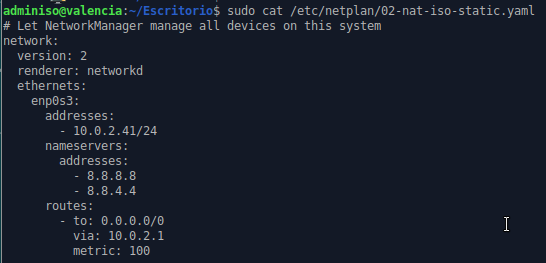 adminiso@valencia:~/Escritorio$ sudo cat /etc/netplan/02-nat-iso-static.yaml
# Let NetworkManager manage all devices on this system
network:
  version: 2
  renderer: networkd
  ethernets:
    enp0s3:
      addresses:
        - 10.0.2.41/24
      nameservers:
        addresses:
          - 8.8.8.8
          - 8.8.4.4
      routes:
        - to: 0.0.0.0/0
          via: 10.0.2.1
          metric: 100